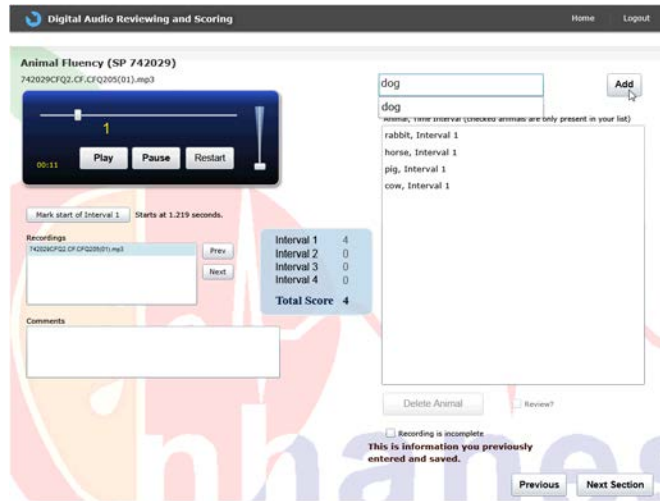 Digital Audio Reviewing and Scoring
Home Logout
Animal Fluency (SP 742029)
742029CFQ2.CF.CFQ205(01).mp3
dog
Add
dog
Animal, Time Interval (checked animals are only present in your list)
1
00:11
Play Pause Restart
rabbit, Interval 1
horse, Interval 1
pig, Interval 1
cow, Interval 1
Mark start of Interval 1 Starts at 1.219 seconds.
Recordings
742029CFQ2.CF.CFQ205(01).mp3
Prev
Next
Interval 1 4
Interval 2 0
Interval 3 0
Interval 4 0
Total Score 4
Comments
Delete Animal Review?
Recording is incomplete
This is information you previously
entered and saved.
Previous Next Section
nhanes